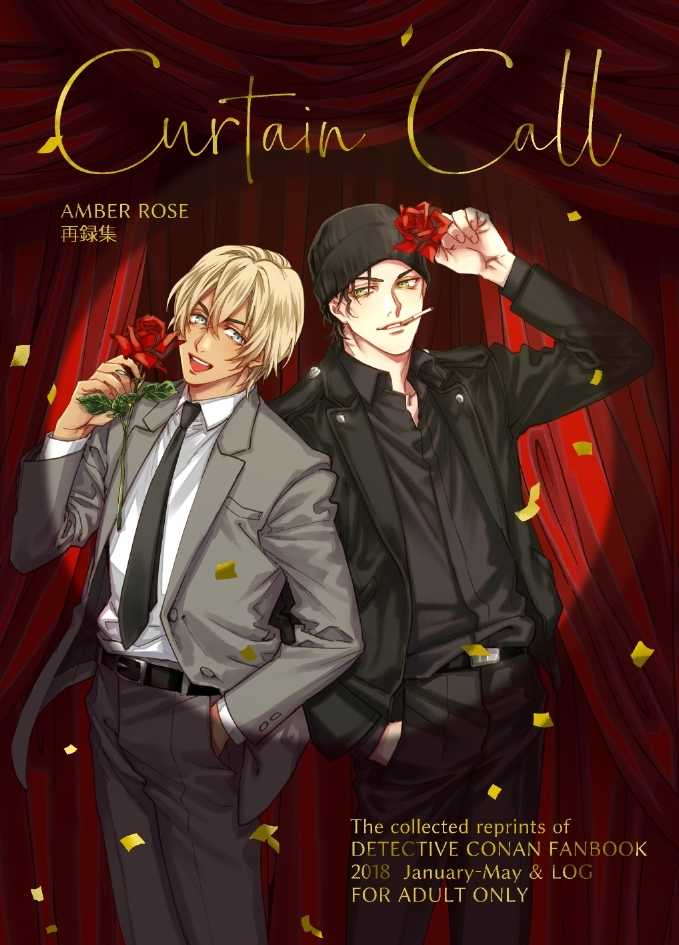 Curtain Call
AMBER ROSE
再録集
The collected reprints of
DETECTIVE CONAN FANBOOK
2018 January-May & LOG
FOR ADULT ONLY